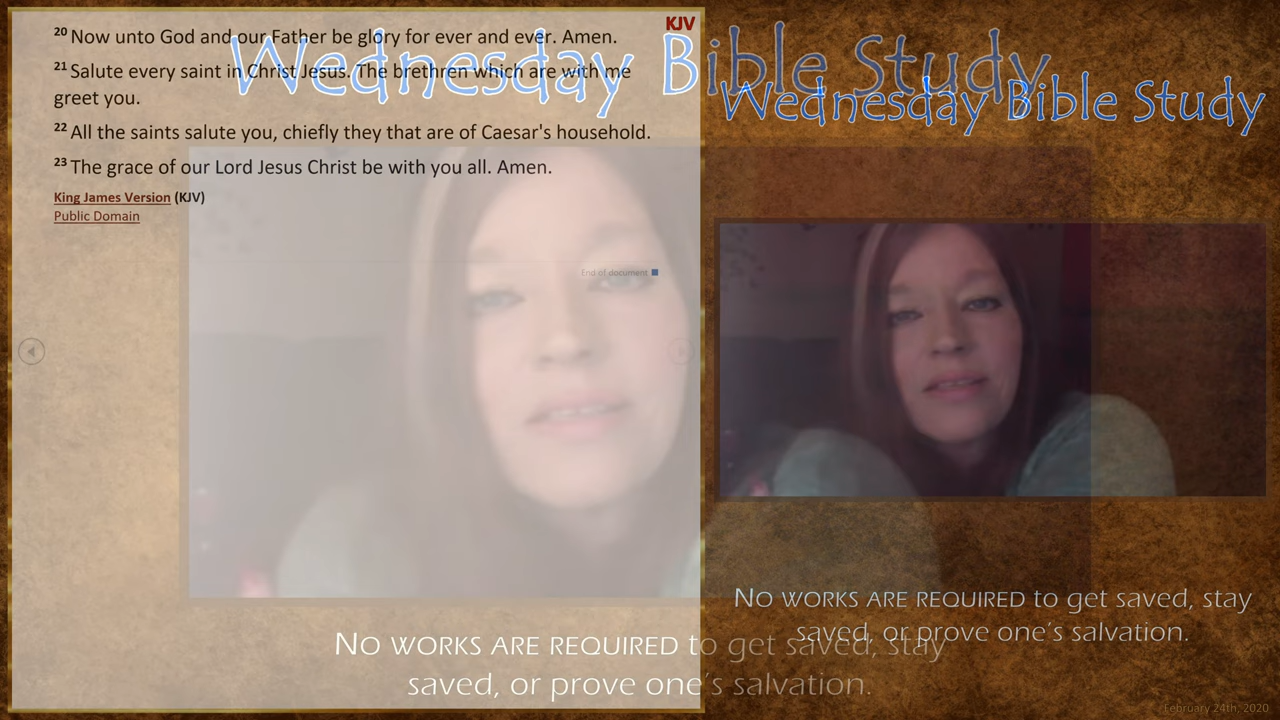 KJV
20 Now unto God and our Father be glory for ever and ever. Amen.
21 Salute every saint in Christ Jesus. The brethren which are with me
greet you.
22 All the saints salute you, chiefly they that are of Caesar's household.
23 The grace of our Lord Jesus Christ be with you all. Amen.
King James Version (KJV)
Public Domain
End of document
Wednesday Bible Study
Wednesday Bible Study
No works are required to get saved, stay
saved, or prove one's salvation.
No works are required to get saved, stay
saved, or prove one's salvation.
February 24th, 2020